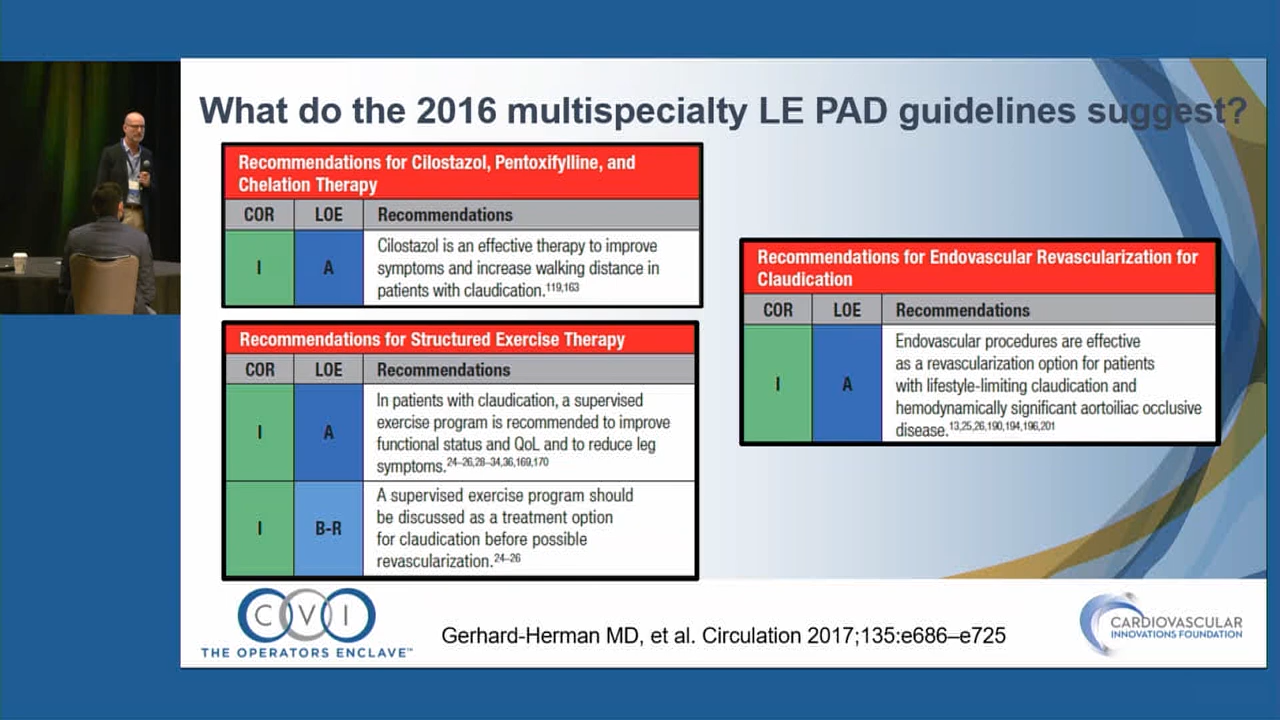 What do the 2016 multispecialty LE PAD guidelines suggest?
Recommendations for Cilostazol, Pentoxifylline, and
Chelation Therapy
COR LOE Recommendations
I A Cilostazol is an effective therapy to improve
symptoms and increase walking distance in
patients with claudication.119,163
Recommendations for Structured Exercise Therapy
COR LOE Recommendations
I A In patients with claudication, a supervised
exercise program is recommended to improve
functional status and QoL and to reduce leg
symptoms.24–26,28–34,36,169,170
I B-R A supervised exercise program should
be discussed as a treatment option
for claudication before possible
revascularization.24–26
Recommendations for Endovascular Revascularization for
Claudication
COR LOE Recommendations
I A Endovascular procedures are effective
as a revascularization option for patients
with lifestyle-limiting claudication and
hemodynamically significant aortoiliac occlusive
disease.13,25,26,190,194,196,201
CVI
THE OPERATORS ENCLAVE™
Gerhard-Herman MD, et al. Circulation 2017;135:e686–e725
CARDIOVASCULAR
INNOVATIONS FOUNDATION